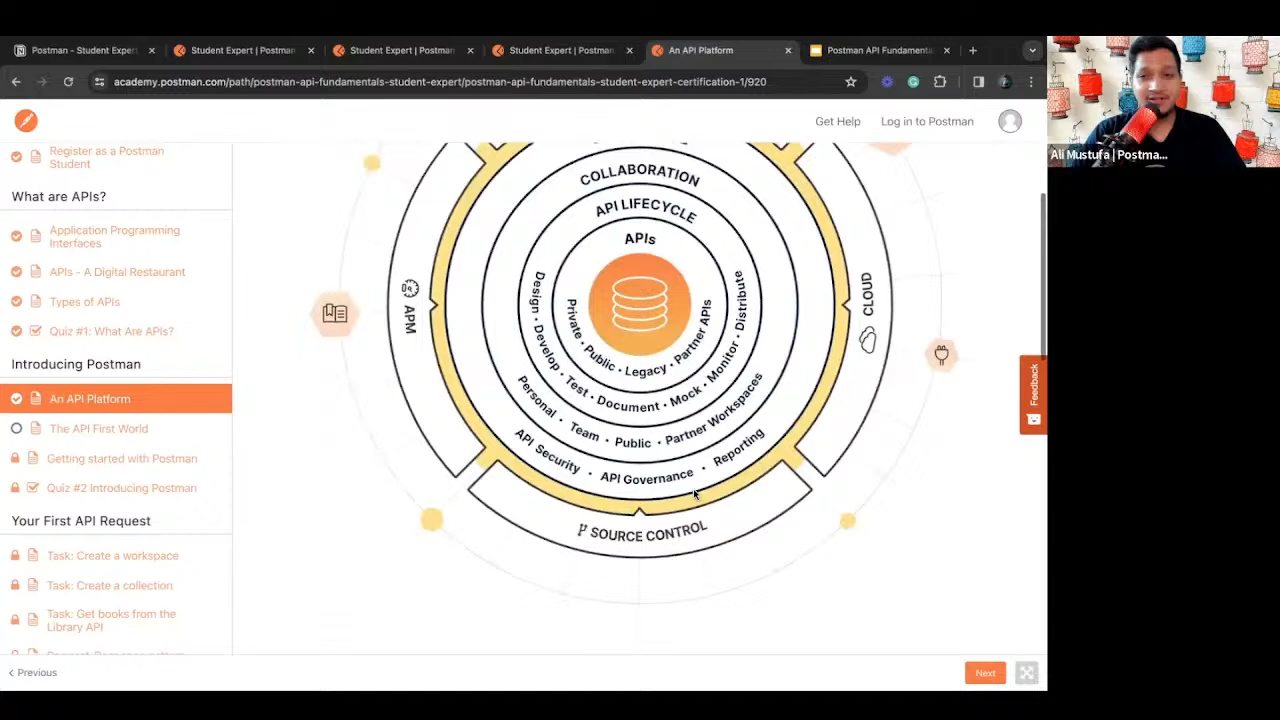 Postman - Student Exper
Student Expert | Postman
Student Expert | Postman
Student Expert | Postman
An API Platform
Postman API Fundamenta
academy.postman.com/path/postman-api-fundamentals-student-expert/postman-api-fundamentals-student-expert-certification-1/920
Get Help
Log in to Postman
Ali Mustufa | Postma...
Register as a Postman
Student
What are APIs?
Application Programming
Interfaces
APIs - A Digital Restaurant
Types of APIs
Quiz #1: What Are APIs?
Introducing Postman
An API Platform
The API First World
Getting started with Postman
Quiz #2 Introducing Postman
Your First API Request
Task: Create a workspace
Task: Create a collection
Task: Get books from the
Library API
COLLABORATION
API LIFECYCLE
APIs
Private • Public • Legacy • Partner APIs
Design • Develop • Test • Document • Mock • Monitor • Distribute
Personal • Team • Public • Partner Workspaces
API Security • API Governance • Reporting
APM
CLOUD
SOURCE CONTROL
Feedback
Previous
Next